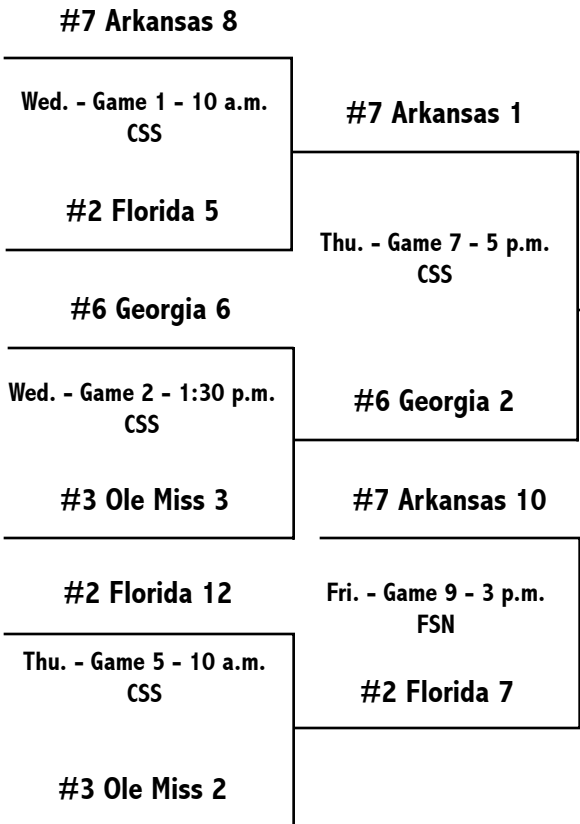 #7 Arkansas 8
Wed. - Game 1 - 10 a.m.
CSS
#2 Florida 5
#6 Georgia 6
Wed. - Game 2 - 1:30 p.m.
CSS
#3 Ole Miss 3
#2 Florida 12
Thu. - Game 5 - 10 a.m.
CSS
#3 Ole Miss 2
#7 Arkansas 1
Thu. - Game 7 - 5 p.m.
CSS
#6 Georgia 2
#7 Arkansas 10
Fri. - Game 9 - 3 p.m.
FSN
#2 Florida 7